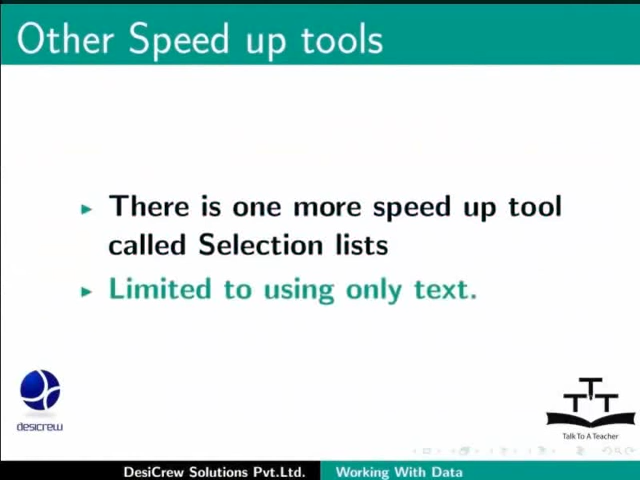 Other Speed up tools
There is one more speed up tool
called Selection lists
Limited to using only text.
desicrew
TTT
Talk To A Teacher
DesiCrew Solutions Pvt.Ltd. Working With Data